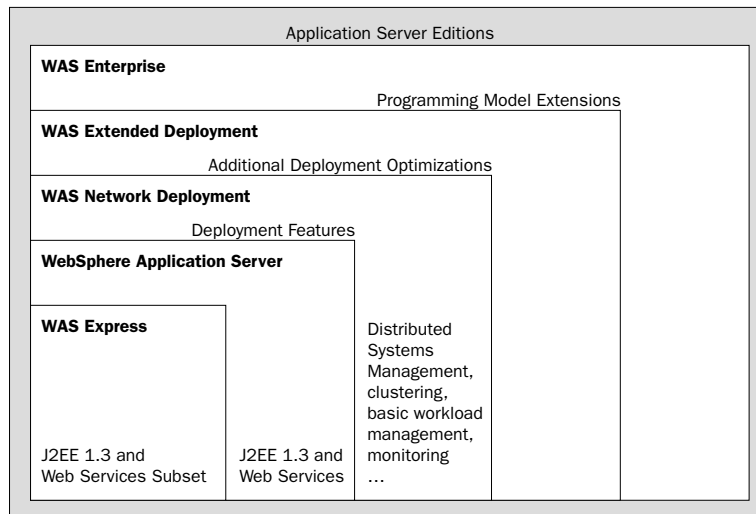 Application Server Editions
WAS Enterprise
Programming Model Extensions
WAS Extended Deployment
Additional Deployment Optimizations
WAS Network Deployment
Deployment Features
WebSphere Application Server
WAS Express
J2EE 1.3 and
Web Services Subset
J2EE 1.3 and
Web Services
Distributed
Systems
Management,
clustering,
basic workload
management,
monitoring
...